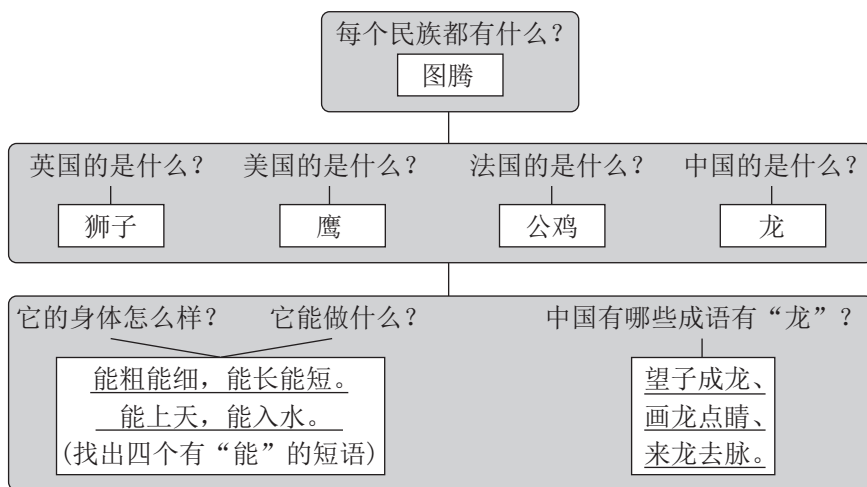 每个民族都有什么？
图腾
英国的是什么？ 美国的是什么？ 法国的是什么？ 中国的是什么？
狮子 鹰 公鸡 龙
它的身体怎么样？ 它能做什么？ 中国有哪些成语有“龙”？
能粗能细，能长能短。
能上天，能入水。
(找出四个有“能”的短语)
望子成龙、
画龙点睛、
来龙去脉。